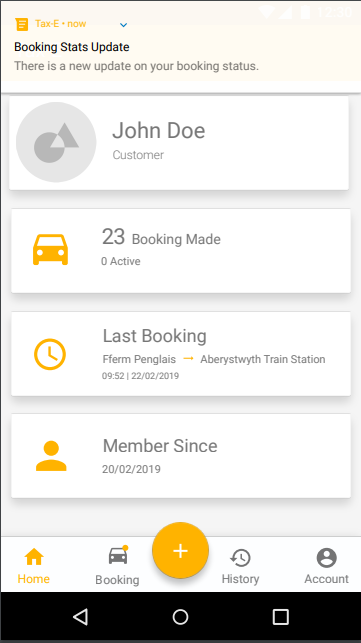 Tax-E • now
Booking Stats Update
There is a new update on your booking status.
John Doe
Customer
23 Booking Made
0 Active
Last Booking
Fferm Penglais → Aberystwyth Train Station
09:52 | 22/02/2019
Member Since
20/02/2019
Home
Booking
History
Account